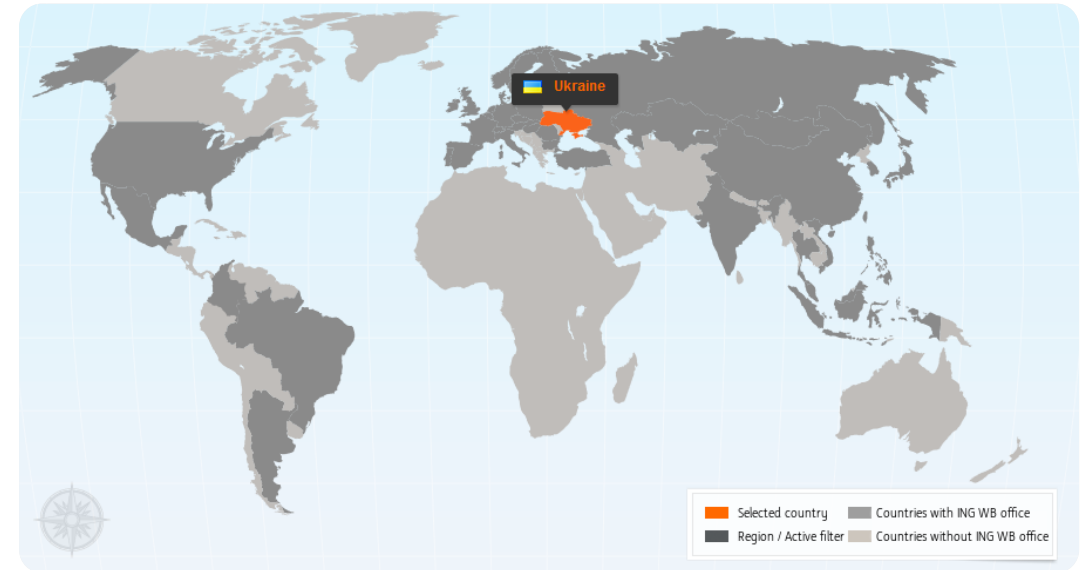 Ukraine
Selected country
Countries with ING WB office
Region / Active filter
Countries without ING WB office